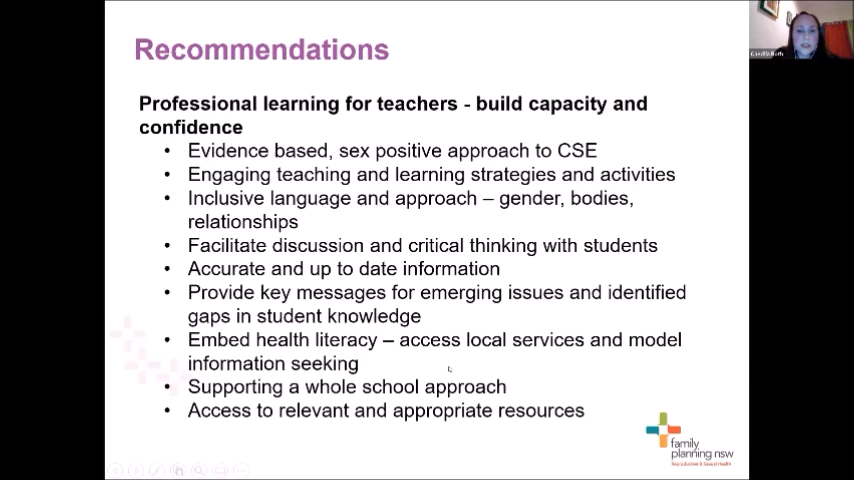 Recommendations
Professional learning for teachers - build capacity and
confidence
• Evidence based, sex positive approach to CSE
• Engaging teaching and learning strategies and activities
• Inclusive language and approach – gender, bodies,
relationships
• Facilitate discussion and critical thinking with students
• Accurate and up to date information
• Provide key messages for emerging issues and identified
gaps in student knowledge
• Embed health literacy – access local services and model
information seeking
• Supporting a whole school approach
• Access to relevant and appropriate resources
family
planning nsw
Reproductive & Sexual Health